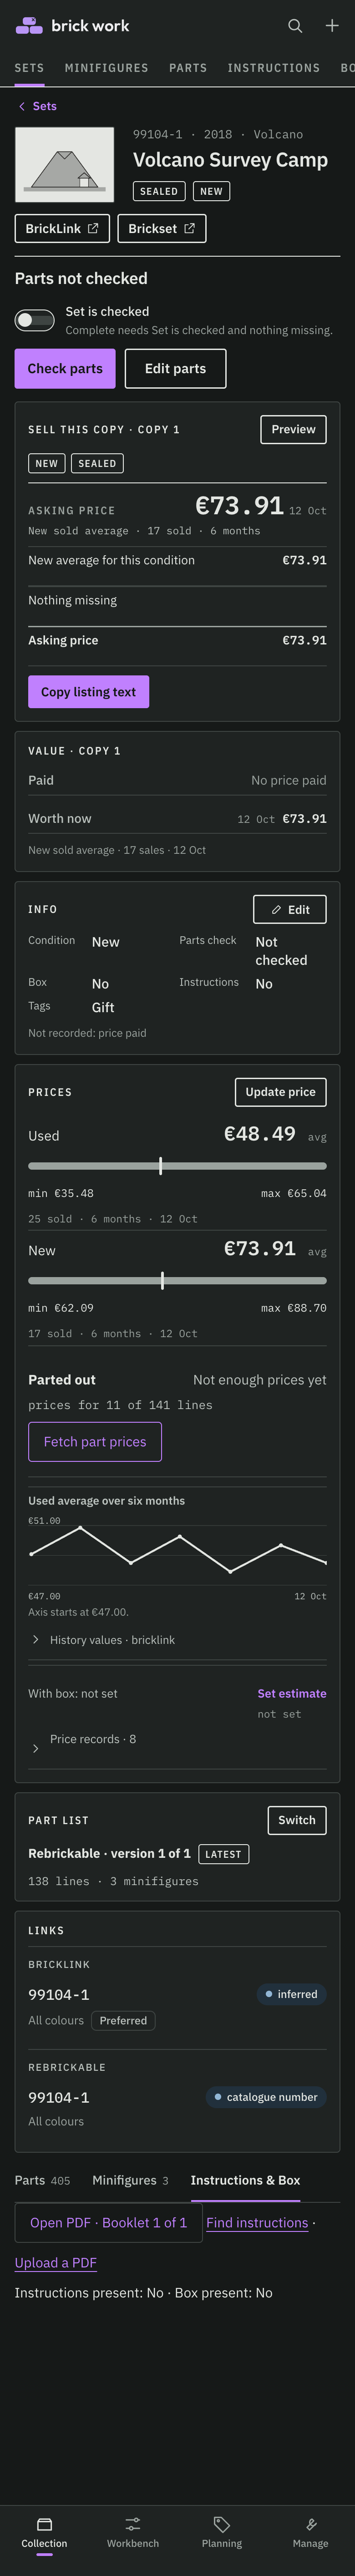 brick work
SETS MINIFIGURES PARTS INSTRUCTIONS BO
Sets
99104-1 · 2018 · Volcano
Volcano Survey Camp
SEALED NEW
BrickLink Brickset
Parts not checked
Set is checked
Complete needs Set is checked and nothing missing.
Check parts Edit parts
SELL THIS COPY · COPY 1 Preview
NEW SEALED
ASKING PRICE €73.91 12 Oct
New sold average · 17 sold · 6 months
New average for this condition €73.91
Nothing missing
Asking price €73.91
Copy listing text
VALUE · COPY 1
Paid No price paid
Worth now 12 Oct €73.91
New sold average · 17 sales · 12 Oct
INFO Edit
Condition New Parts check Not checked
Box No Instructions No
Tags Gift
Not recorded: price paid
PRICES Update price
Used €48.49 avg
min €35.48 max €65.04
25 sold · 6 months · 12 Oct
New €73.91 avg
min €62.09 max €88.70
17 sold · 6 months · 12 Oct
Parted out Not enough prices yet
prices for 11 of 141 lines
Fetch part prices
Used average over six months
€51.00
€47.00 12 Oct
Axis starts at €47.00.
History values · bricklink
With box: not set Set estimate
not set
Price records · 8
PART LIST Switch
Rebrickable · version 1 of 1 LATEST
138 lines · 3 minifigures
LINKS
BRICKLINK
99104-1 inferred
All colours Preferred
REBRICKABLE
99104-1 catalogue number
All colours
Parts 405 Minifigures 3 Instructions & Box
Open PDF · Booklet 1 of 1 Find instructions ·
Upload a PDF
Instructions present: No · Box present: No
Collection Workbench Planning Manage